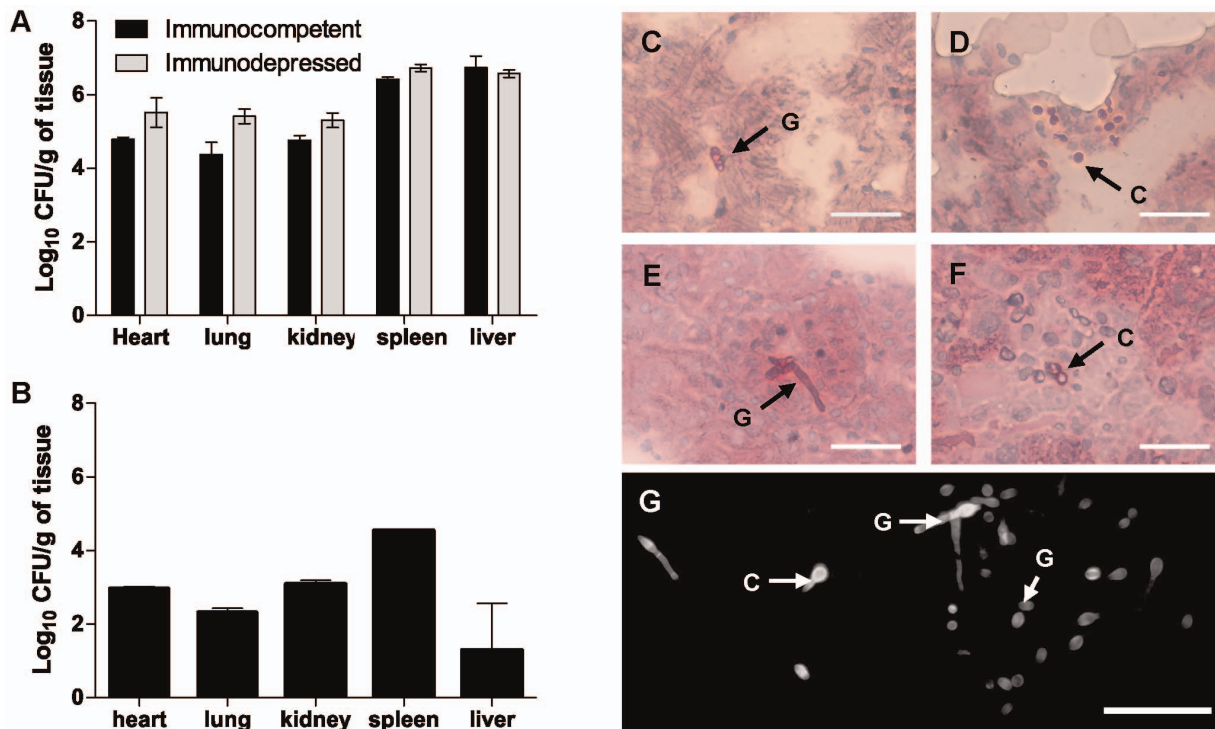 A
Log10 CFU/g of tissue
8
6
4
2
0
Immunocompetent
Immunodepressed
Heart lung kidney spleen liver
B
Log10 CFU/g of tissue
8
6
4
2
0
heart lung kidney spleen liver
C
G
D
C
E
G
F
C
G
G
C
G